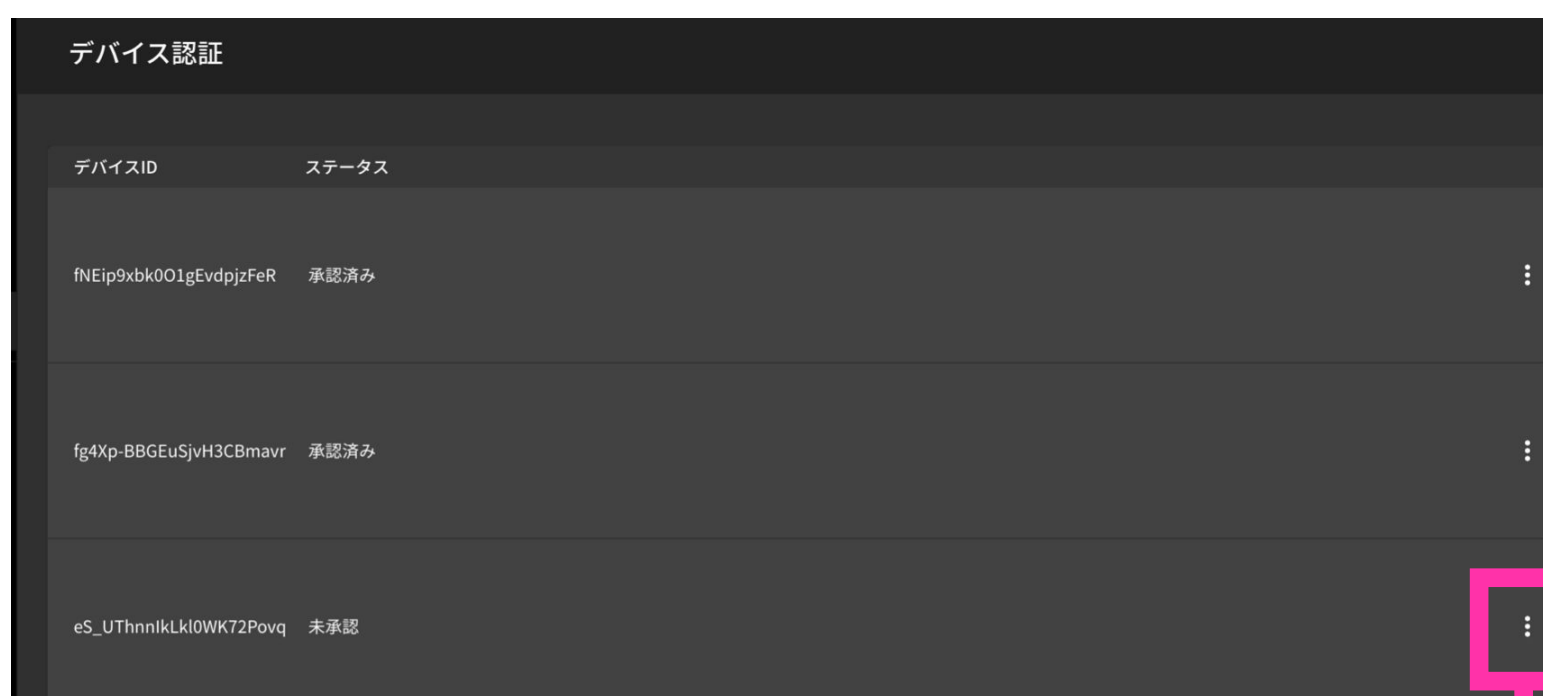 デバイス認証
デバイスID ステータス
fNEip9xbk0O1gEvdpjzFeR 承認済み
fg4Xp-BBGEuSjvH3CBmavr 承認済み
eS_UThnnIkLkl0WK72Povq 未承認